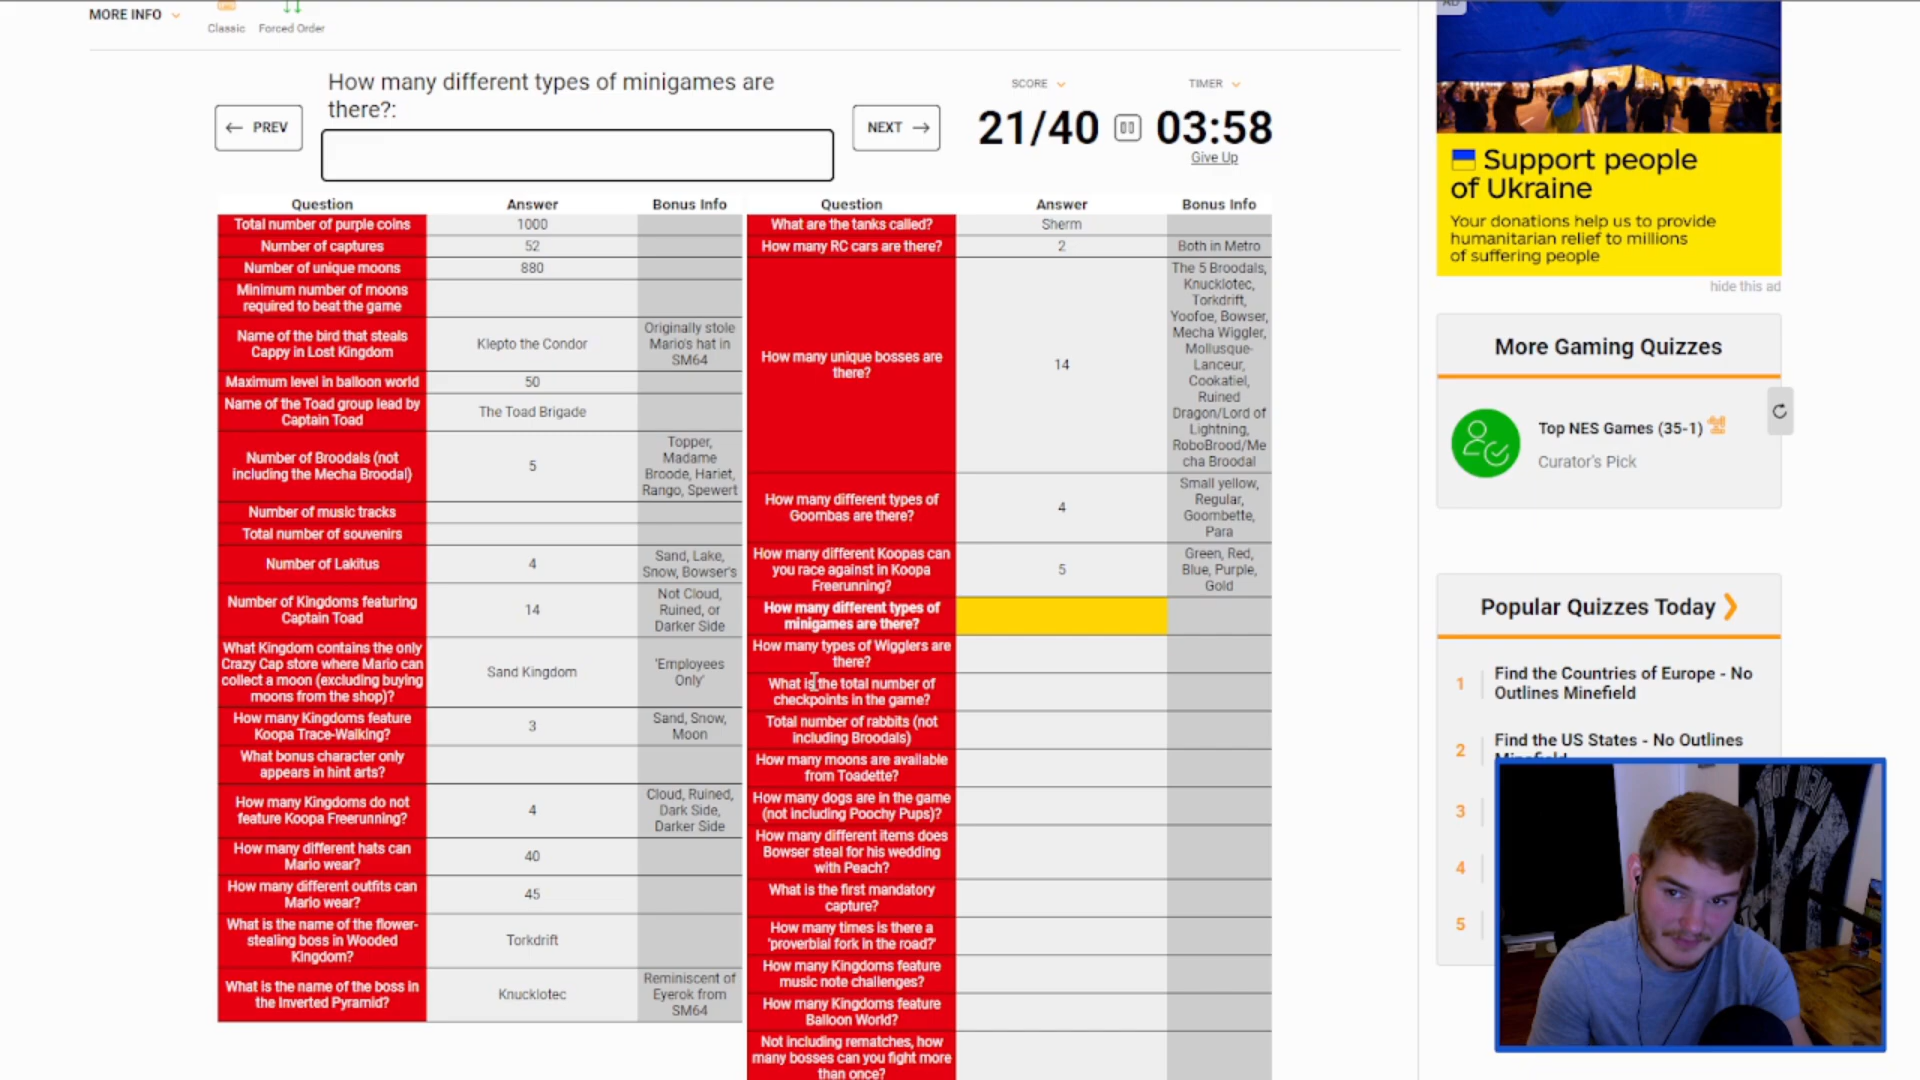 MORE INFO
Classic
Forced Order
How many different types of minigames are
there?:
← PREV
NEXT →
SCORE
21/40
TIMER
03:58
Give Up
Question Answer Bonus Info
Total number of purple coins 1000
Number of captures 52
Number of unique moons 880
Minimum number of moons
required to beat the game
Name of the bird that steals
Cappy in Lost Kingdom
Klepto the Condor
Originally stole
Mario's hat in
SM64
Maximum level in balloon world 50
Name of the Toad group lead by
Captain Toad
The Toad Brigade
Number of Broodals (not
including the Mecha Broodal)
5
Topper,
Madame
Broode, Hariet,
Rango, Spewert
Number of music tracks
Total number of souvenirs
Number of Lakitus
4
Sand, Lake,
Snow, Bowser's
Number of Kingdoms featuring
Captain Toad
14
Not Cloud,
Ruined, or
Darker Side
What Kingdom contains the only
Crazy Cap store where Mario can
collect a moon (excluding buying
moons from the shop)?
Sand Kingdom
'Employees
Only'
How many Kingdoms feature
Koopa Trace-Walking?
3
Sand, Snow,
Moon
What bonus character only
appears in hint arts?
How many Kingdoms do not
feature Koopa Freerunning?
4
Cloud, Ruined,
Dark Side,
Darker Side
How many different hats can
Mario wear?
40
How many different outfits can
Mario wear?
45
What is the name of the flower-
stealing boss in Wooded
Kingdom?
Torkdrift
What is the name of the boss in
the Inverted Pyramid?
Knucklotec
Reminiscent of
Eyerok from
SM64
Question Answer Bonus Info
What are the tanks called? Sherm
How many RC cars are there? 2 Both in Metro
How many unique bosses are
there?
14
The 5 Broodals,
Knucklotec,
Torkdrift,
Yoofoe, Bowser,
Mecha Wiggler,
Mollusque-
Lanceur,
Cookatiel,
Ruined
Dragon/Lord of
Lightning,
RoboBrood/Me
cha Broodal
How many different types of
Goombas are there?
4
Small yellow,
Regular,
Goombette,
Para
How many different Koopas can
you race against in Koopa
Freerunning?
5
Green, Red,
Blue, Purple,
Gold
How many different types of
minigames are there?
How many types of Wigglers are
there?
What is the total number of
checkpoints in the game?
Total number of rabbits (not
including Broodals)
How many moons are available
from Toadette?
How many dogs are in the game
(not including Poochy Pups)?
How many different items does
Bowser steal for his wedding
with Peach?
What is the first mandatory
capture?
How many times is there a
'proverbial fork in the road?'
How many Kingdoms feature
music note challenges?
How many Kingdoms feature
Balloon World?
Not including rematches, how
many bosses can you fight more
than once?
AD
Support people
of Ukraine
Your donations help us to provide
humanitarian relief to millions
of suffering people
hide this ad
More Gaming Quizzes
Top NES Games (35-1)
Curator's Pick
Popular Quizzes Today
1 Find the Countries of Europe - No
Outlines Minefield
2 Find the US States - No Outlines
Minefield
3
4
5